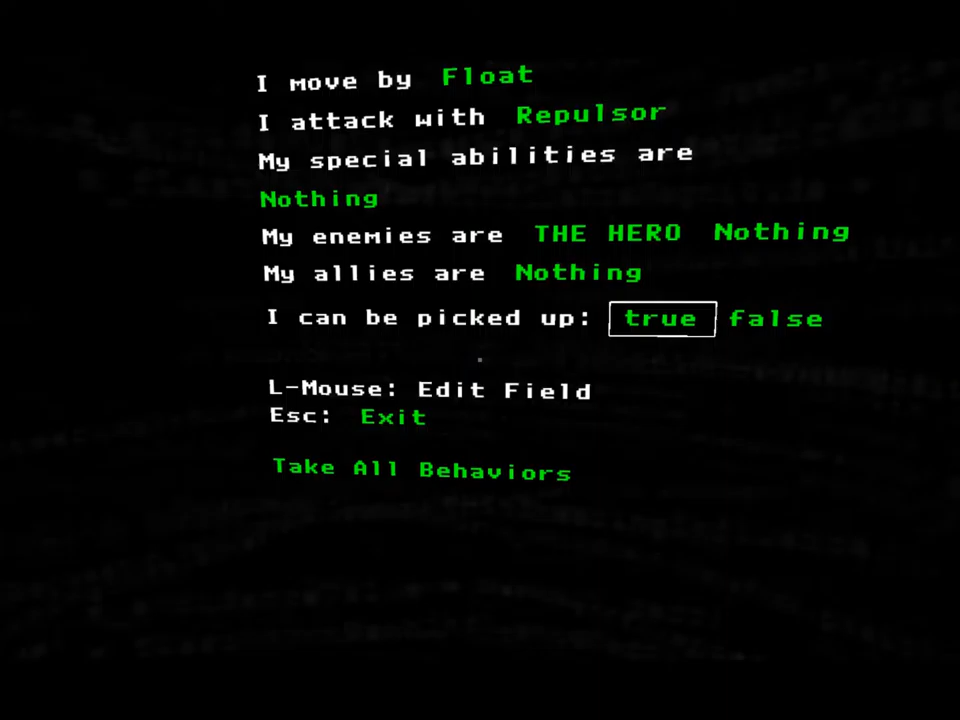 I move by Float
I attack with Repulsor
My special abilities are
Nothing
My enemies are THE HERO Nothing
My allies are Nothing
I can be picked up: true false
L-Mouse: Edit Field
Esc: Exit
Take All Behaviors